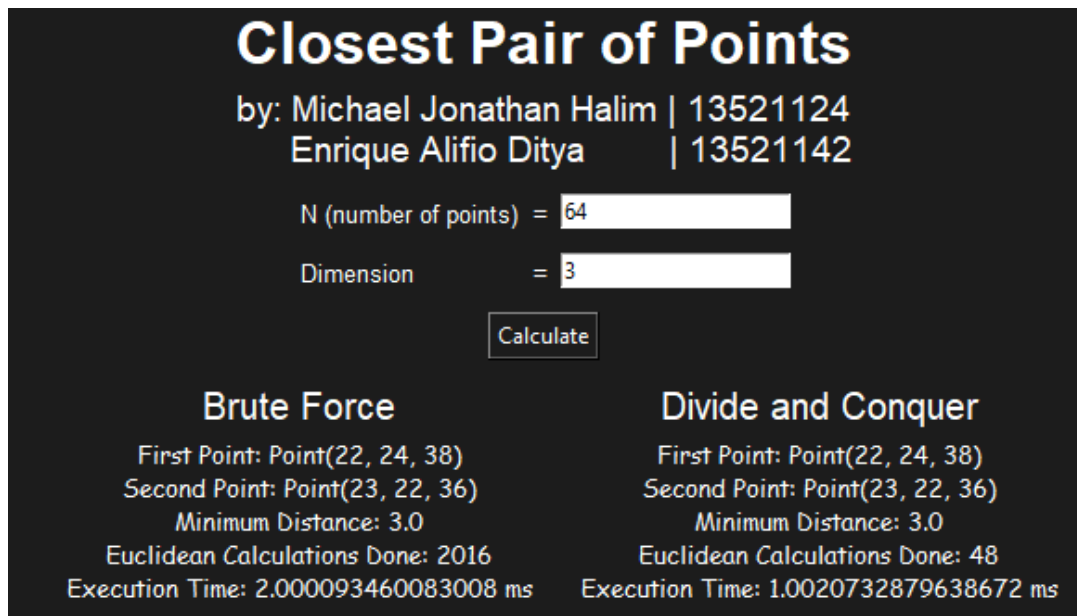 Closest Pair of Points
by: Michael Jonathan Halim | 13521124
Enrique Alifio Ditya | 13521142
N (number of points) = 64
Dimension = 3
Calculate
Brute Force
First Point: Point(22, 24, 38)
Second Point: Point(23, 22, 36)
Minimum Distance: 3.0
Euclidean Calculations Done: 2016
Execution Time: 2.000093460083008 ms
Divide and Conquer
First Point: Point(22, 24, 38)
Second Point: Point(23, 22, 36)
Minimum Distance: 3.0
Euclidean Calculations Done: 48
Execution Time: 1.0020732879638672 ms